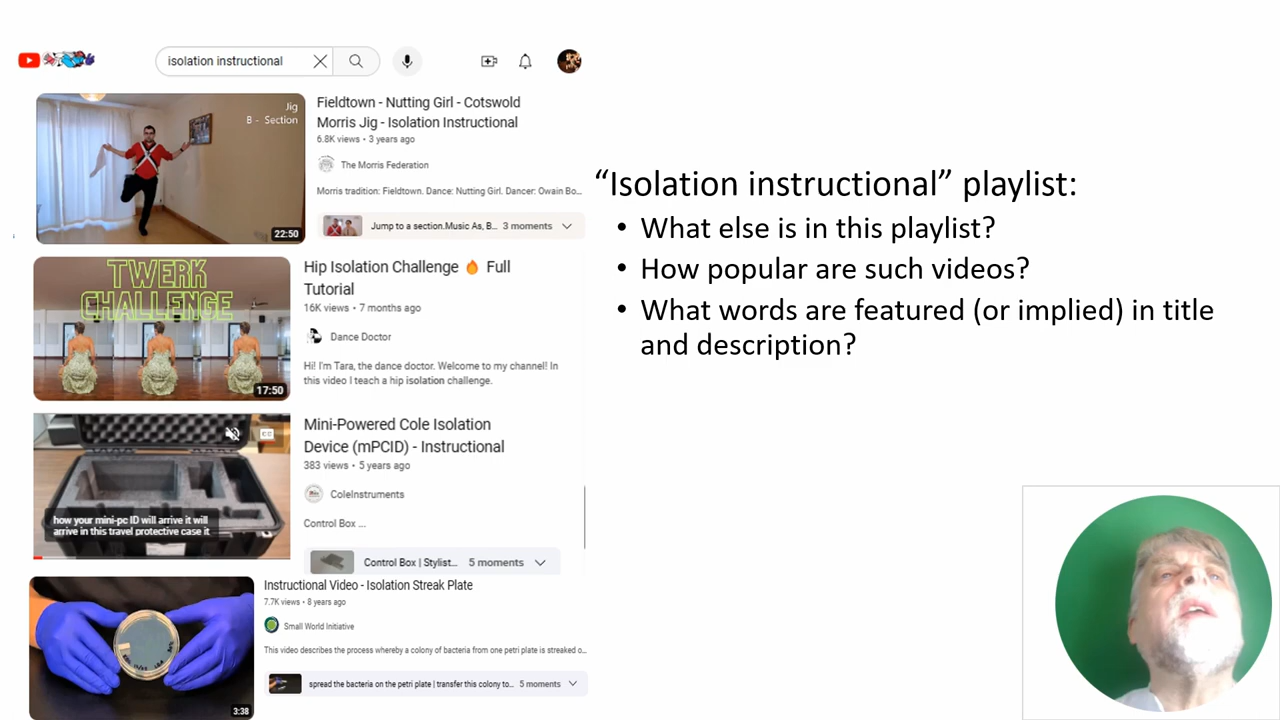 isolation instructional
Jig
B - Section
22:50
Fieldtown - Nutting Girl - Cotswold
Morris Jig - Isolation Instructional
6.8K views • 3 years ago
The Morris Federation
Morris tradition: Fieldtown. Dance: Nutting Girl. Dancer: Owain Bo...
Jump to a section.Music As, B... 3 moments
TWERK
CHALLENGE
17:50
Hip Isolation Challenge 🔥 Full
Tutorial
16K views • 7 months ago
Dance Doctor
Hi! I'm Tara, the dance doctor. Welcome to my channel! In
this video I teach a hip isolation challenge.
CC
how your mini-pc ID will arrive it will
arrive in this travel protective case it
Mini-Powered Cole Isolation
Device (mPCID) - Instructional
383 views • 5 years ago
ColeInstruments
Control Box ...
Control Box | Stylist... 5 moments
3:38
Instructional Video - Isolation Streak Plate
7.7K views • 8 years ago
Small World Initiative
This video describes the process whereby a colony of bacteria from one petri plate is streaked o...
spread the bacteria on the petri plate | transfer this colony to... 5 moments
“Isolation instructional” playlist:
• What else is in this playlist?
• How popular are such videos?
• What words are featured (or implied) in title
and description?